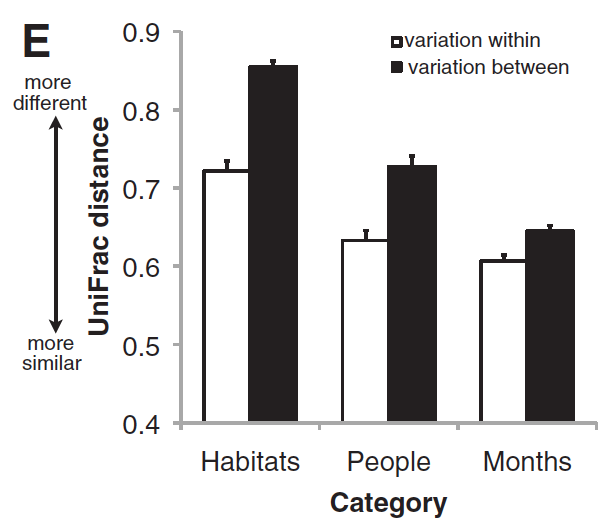 E
more
different
more
similar
UniFrac distance
0.9
0.8
0.7
0.6
0.5
0.4
variation within
variation between
Habitats
People
Months
Category